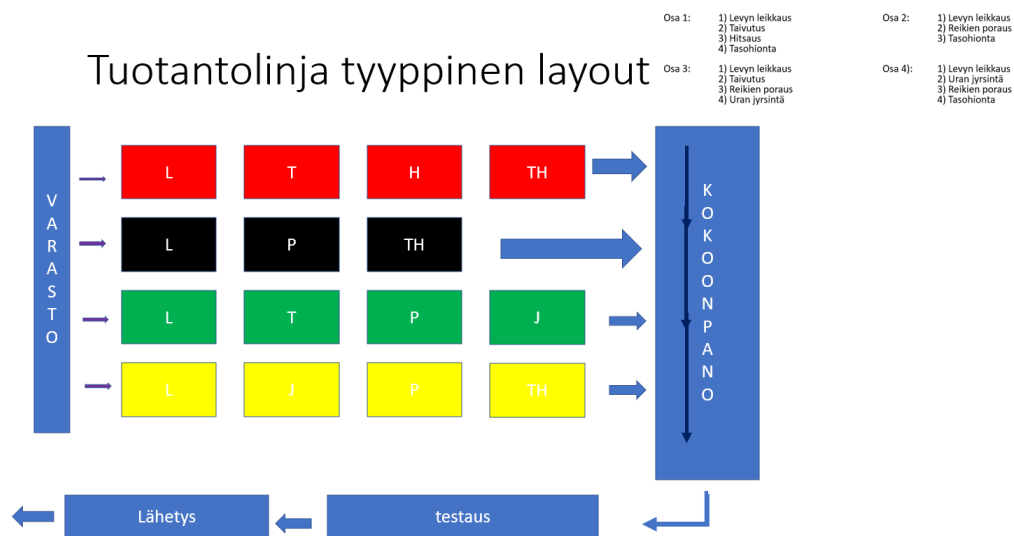 Osa 1: 1) Levyn leikkaus
2) Taivutus
3) Hitsaus
4) Tasohionta
Osa 2: 1) Levyn leikkaus
2) Reikien poraus
3) Tasohionta
Tuotantolinja tyyppinen layout
Osa 3: 1) Levyn leikkaus
2) Taivutus
3) Reikien poraus
4) Uran jyrsintä
Osa 4): 1) Levyn leikkaus
2) Uran jyrsintä
3) Reikien poraus
4) Tasohionta
VARASTO
L T H TH
L P TH
L T P J
L J P TH
KOKOONPANO
Lähetys
testaus